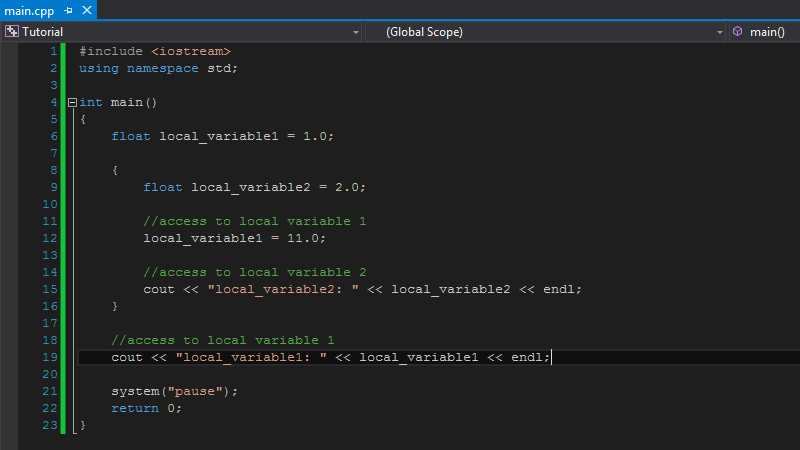 main.cpp
Tutorial (Global Scope) main()
1 #include <iostream>
2 using namespace std;
3
4 int main()
5 {
6 float local_variable1 = 1.0;
7
8 {
9 float local_variable2 = 2.0;
10
11 //access to local variable 1
12 local_variable1 = 11.0;
13
14 //access to local variable 2
15 cout << "local_variable2: " << local_variable2 << endl;
16 }
17
18 //access to local variable 1
19 cout << "local_variable1: " << local_variable1 << endl;
20
21 system("pause");
22 return 0;
23 }